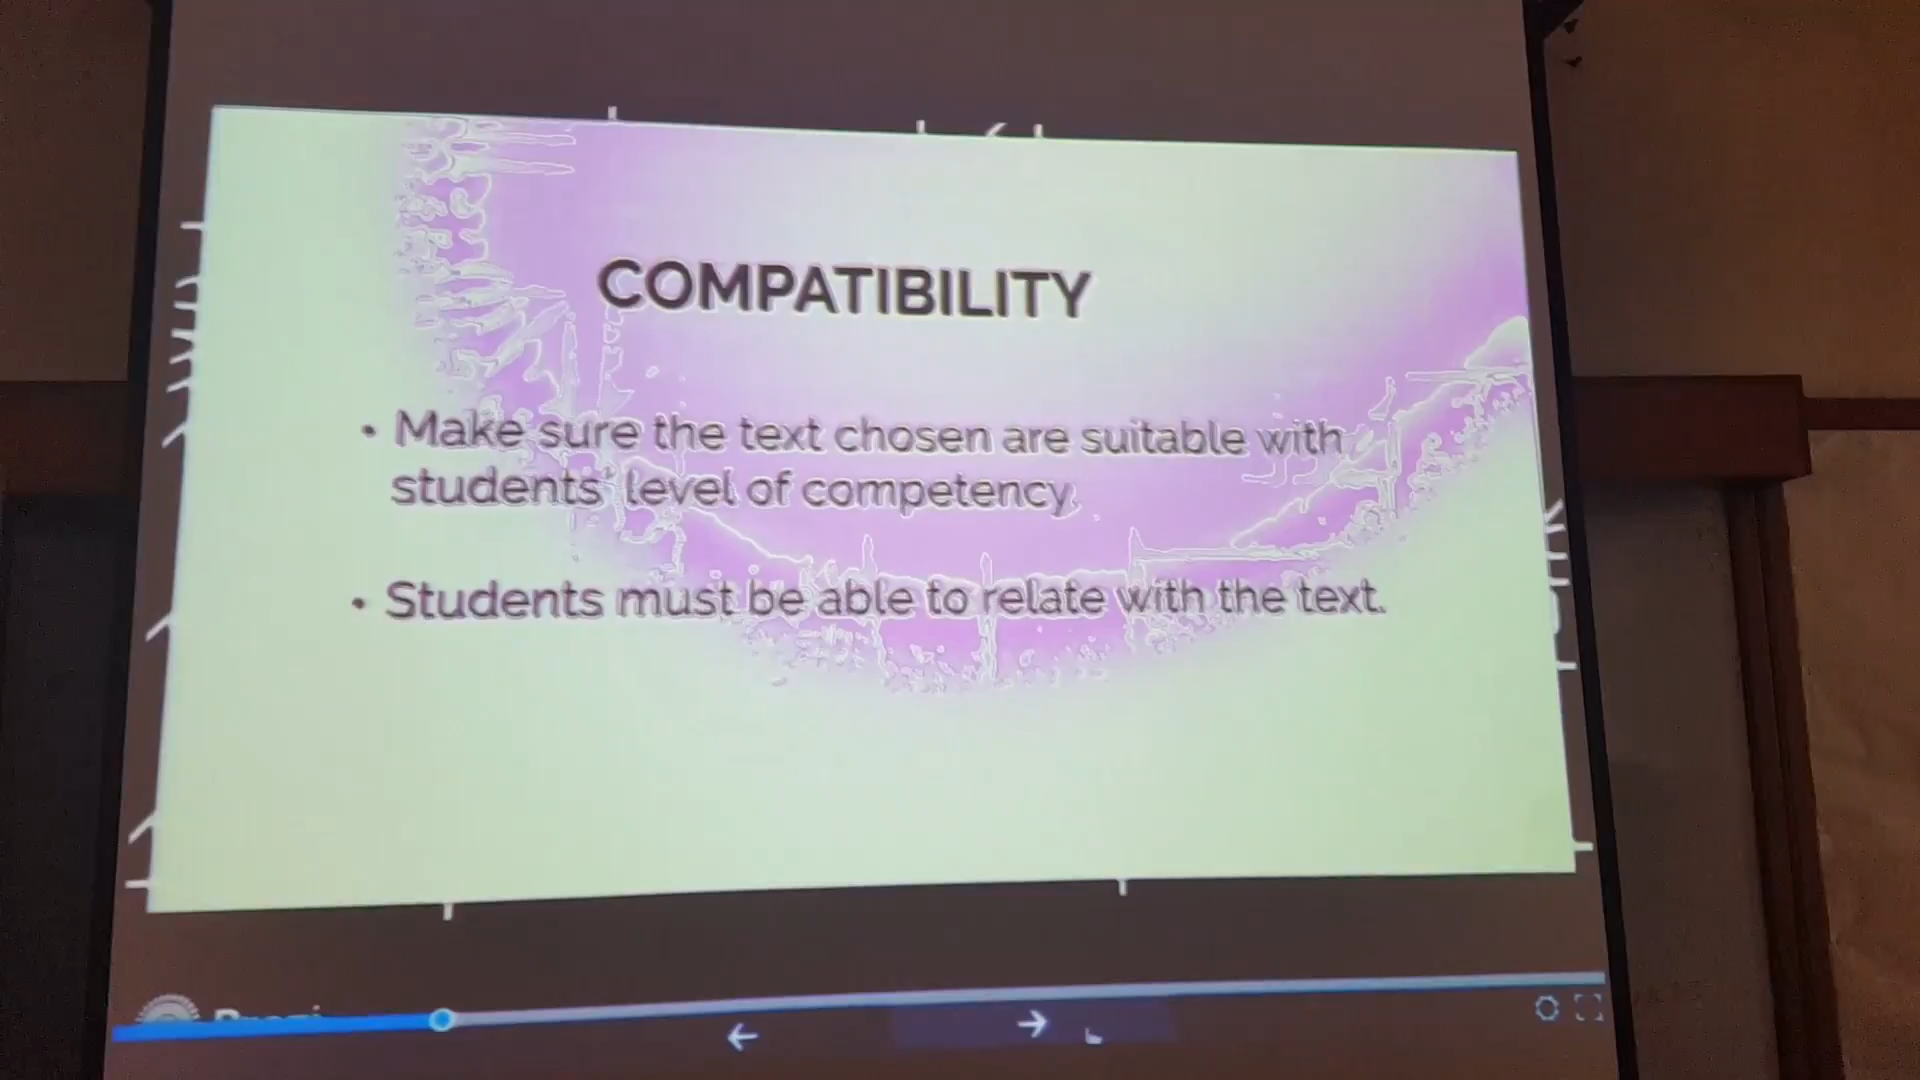 COMPATIBILITY
• Make sure the text chosen are suitable with
students' level of competency.
• Students must be able to relate with the text.
Prezi